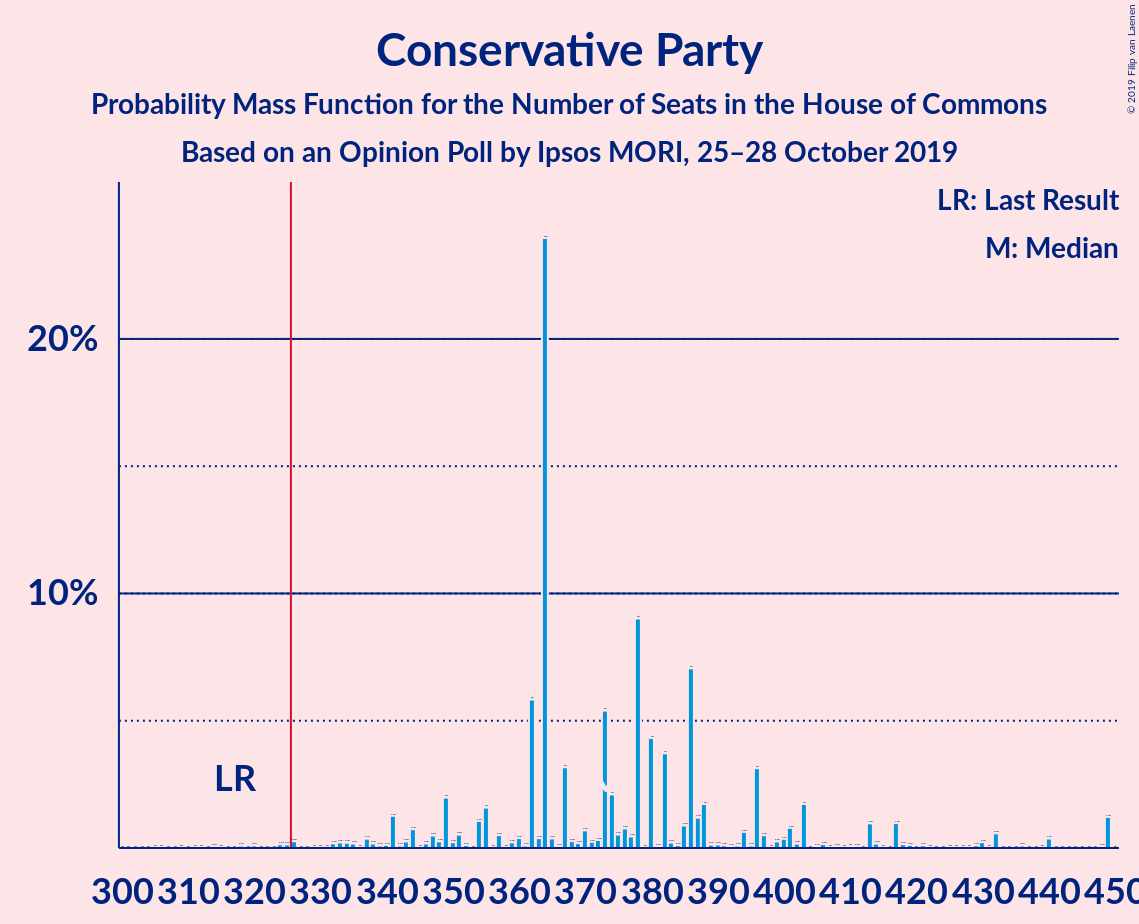 Conservative Party
Probability Mass Function for the Number of Seats in the House of Commons
Based on an Opinion Poll by Ipsos MORI, 25–28 October 2019
© 2019 Filip van Laenen
LR: Last Result
M: Median
20%
10%
LR
300 310 320 330 340 350 360 370 380 390 400 410 420 430 440 450